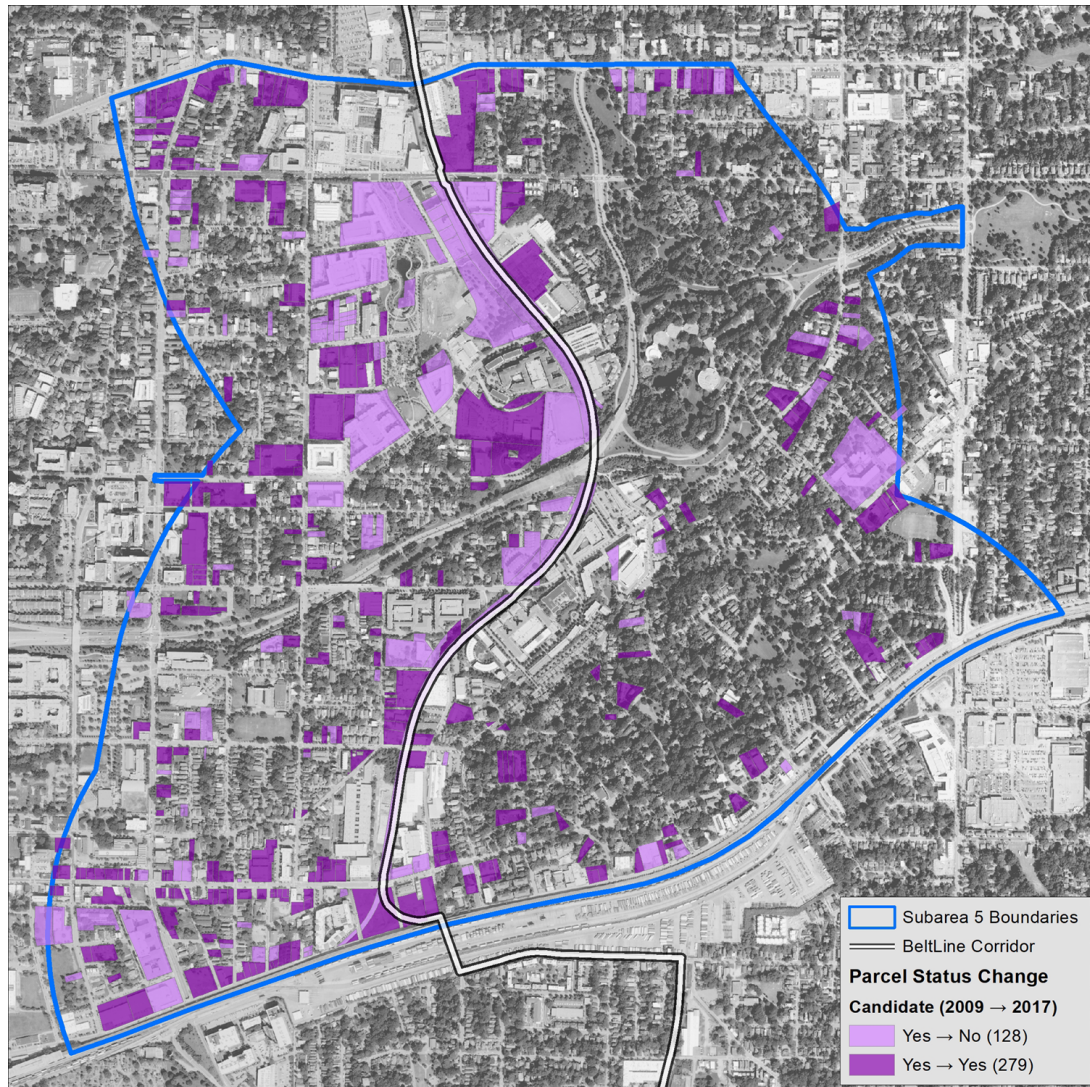 Subarea 5 Boundaries
BeltLine Corridor
Parcel Status Change
Candidate (2009 → 2017)
Yes → No (128)
Yes → Yes (279)